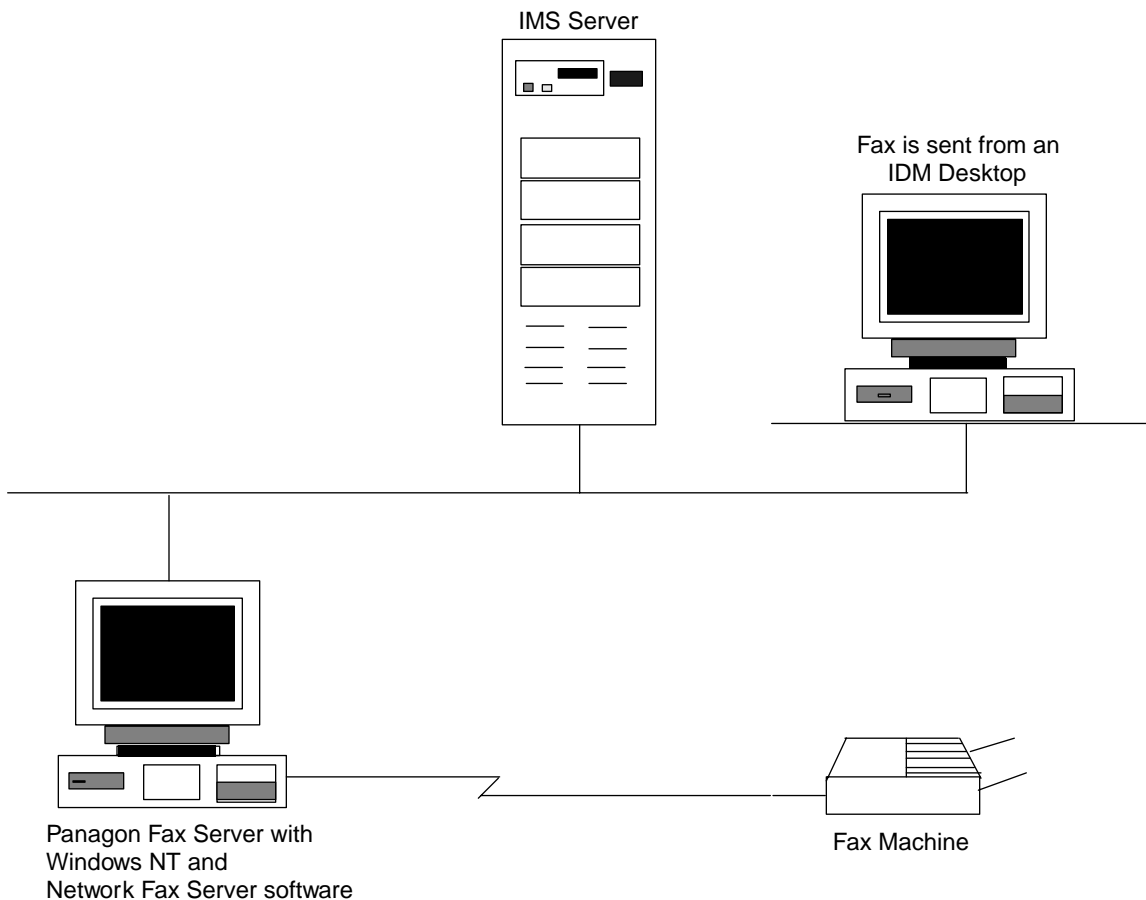 IMS Server
Fax is sent from an
IDM Desktop
Panagon Fax Server with
Windows NT and
Network Fax Server software
Fax Machine